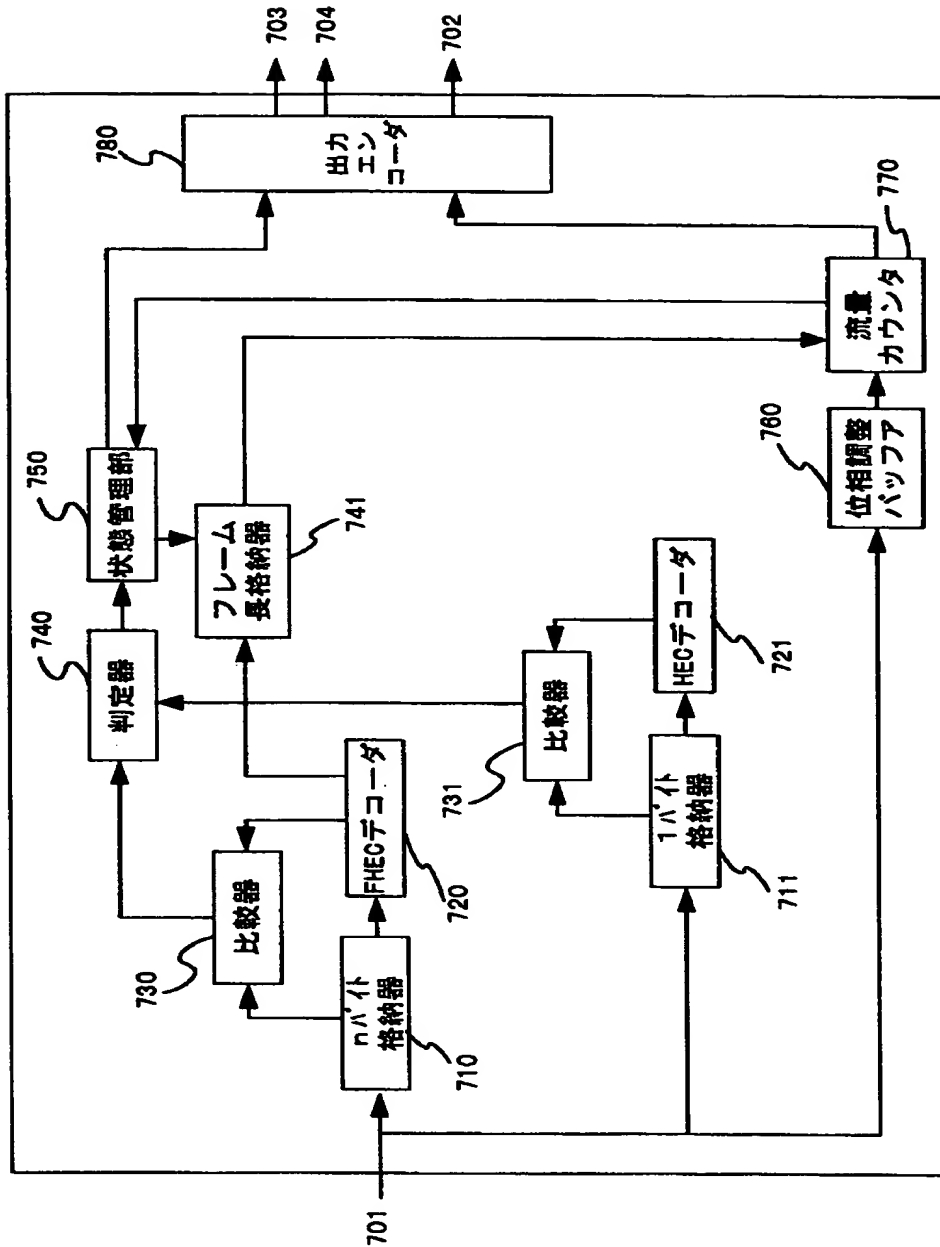 703
704
702
780
出力
エンコーダ
750
状態管理部
740
判定器
フレーム
長格納器
741
770
流量
カウンタ
760
位相調整
バッファ
730
比較器
FHECデコーダ
720
nバイト
格納器
710
731
比較器
HECデコーダ
721
1バイト
格納器
711
701